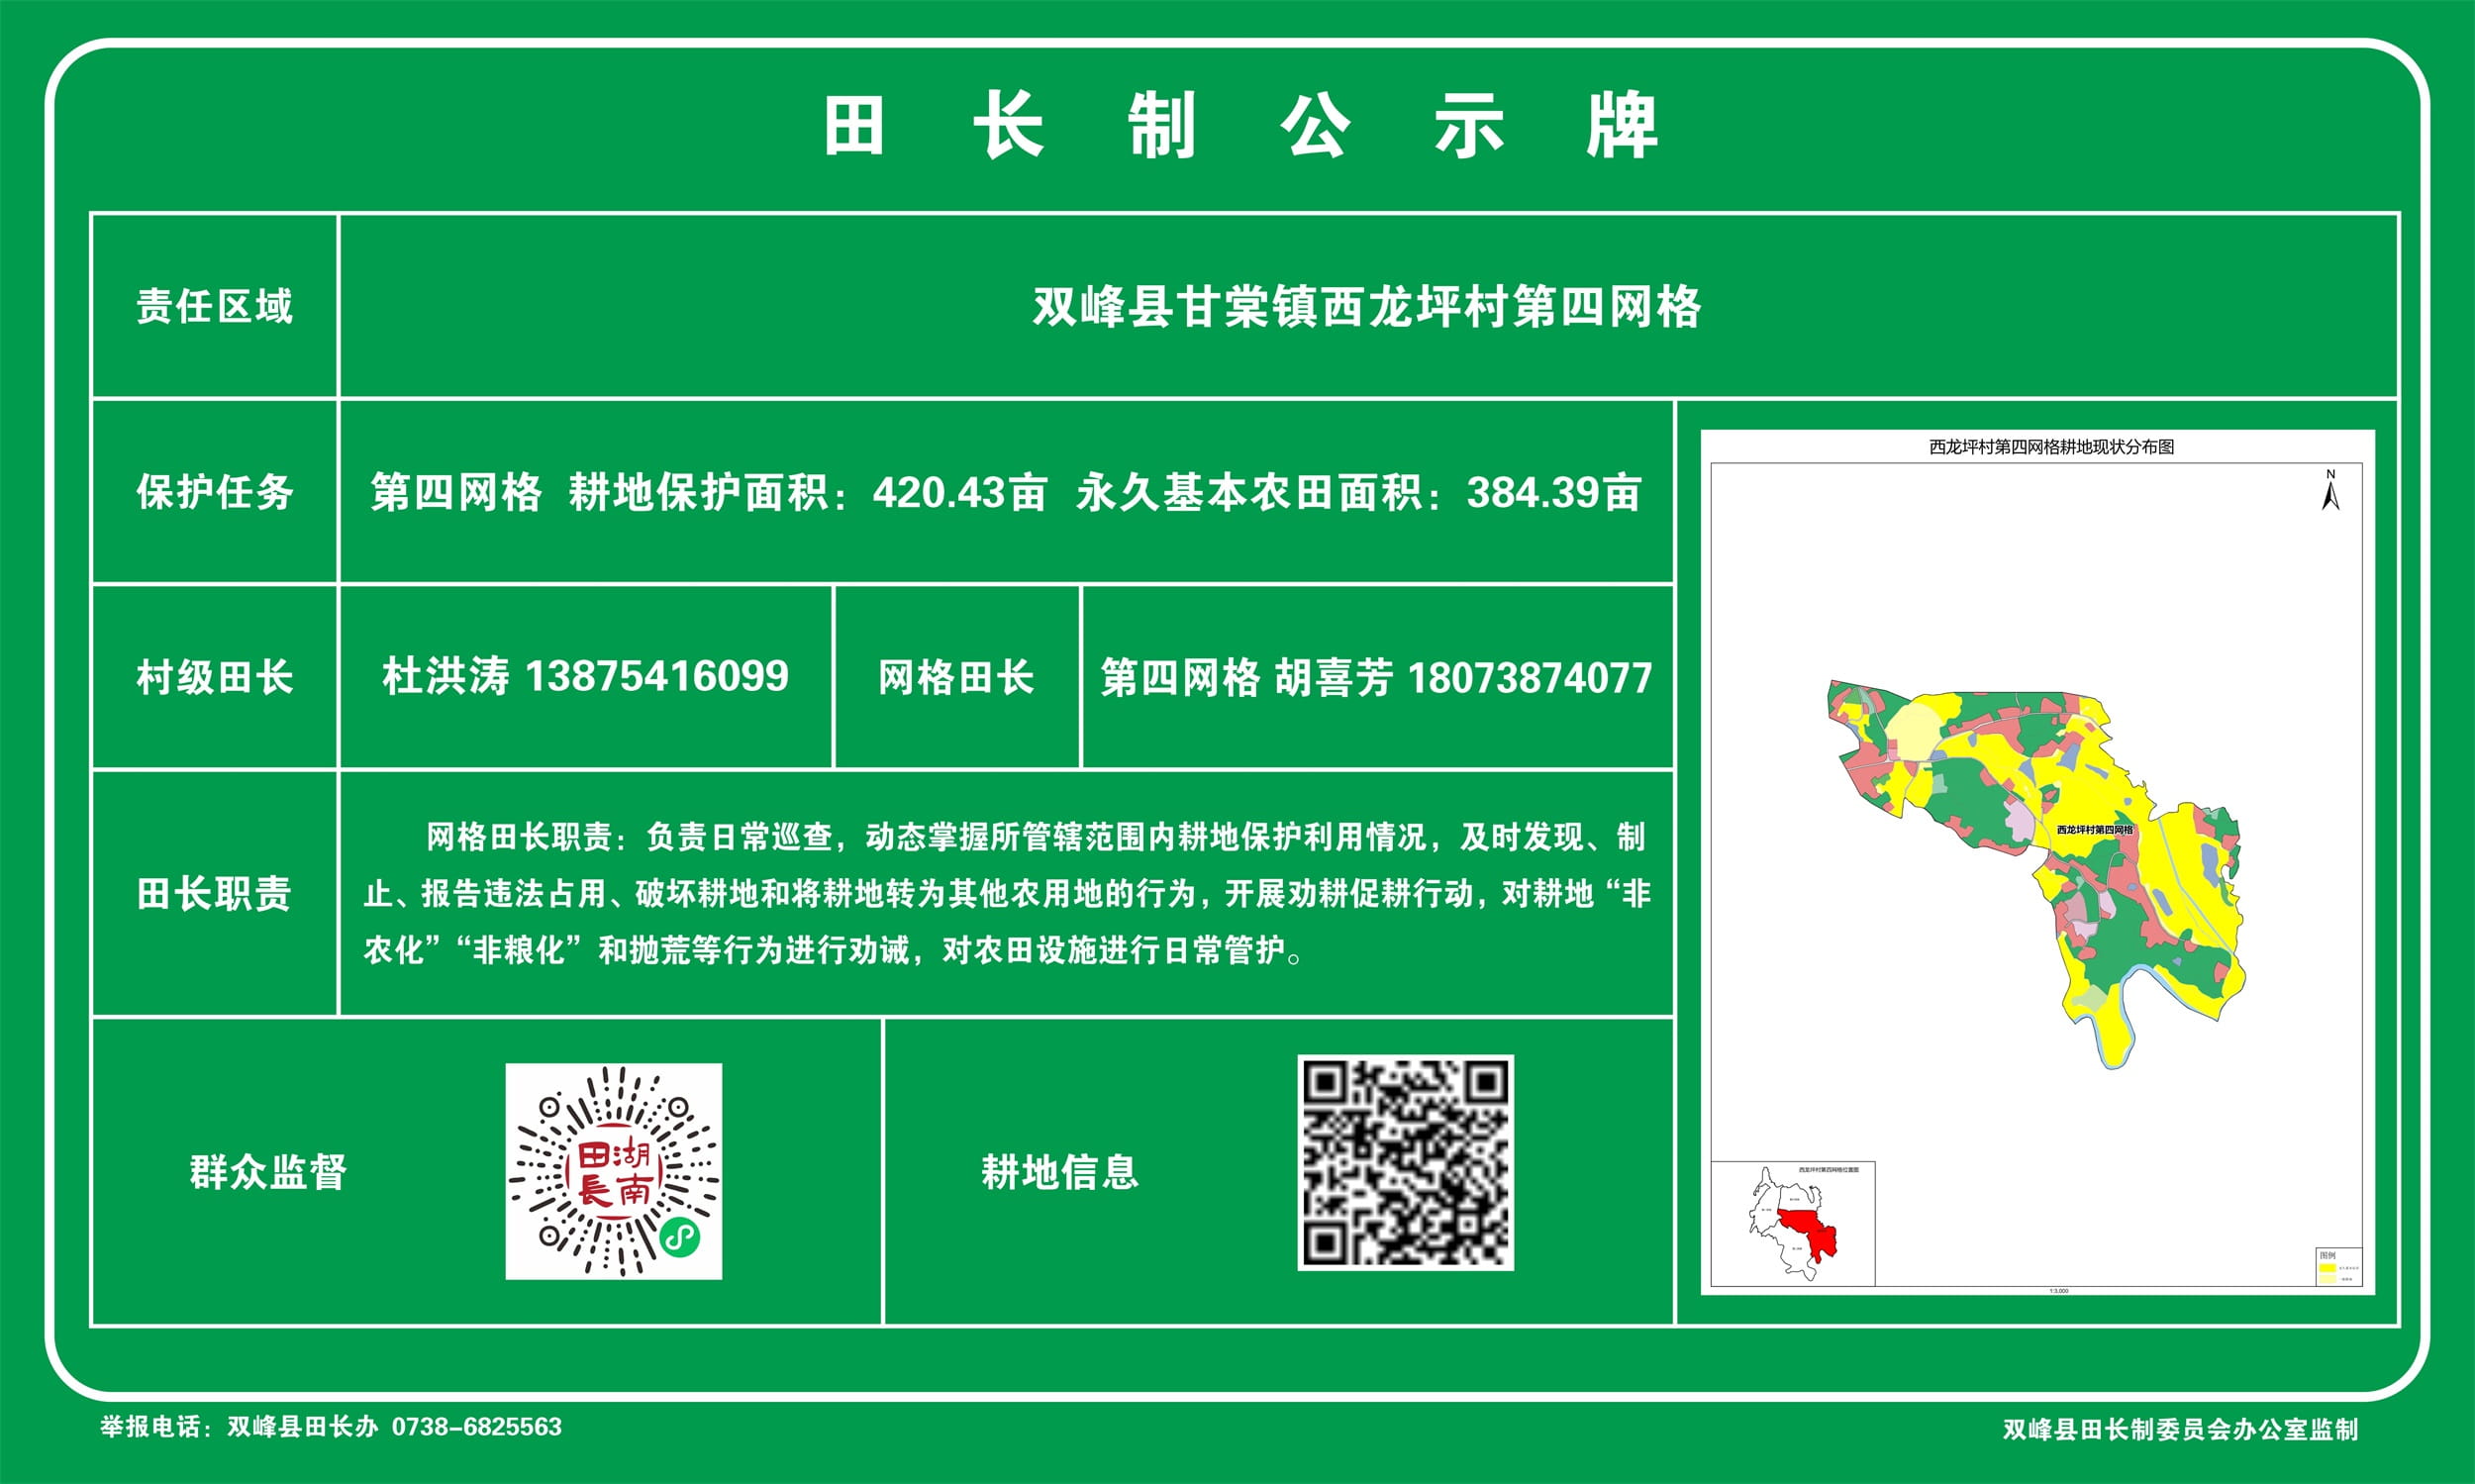 田长制公示牌
责任区域
双峰县甘棠镇西龙坪村第四网格
保护任务
第四网格 耕地保护面积：420.43亩 永久基本农田面积：384.39亩
村级田长
杜洪涛 13875416099
网格田长
第四网格 胡喜芳 18073874077
田长职责
网格田长职责：负责日常巡查，动态掌握所管辖范围内耕地保护利用情况，及时发现、制
止、报告违法占用、破坏耕地和将耕地转为其他农用地的行为，开展劝耕促耕行动，对耕地“非
农化”“非粮化”和抛荒等行为进行劝诫，对农田设施进行日常管护。
群众监督
湖南田長
耕地信息
西龙坪村第四网格耕地现状分布图
N
西龙坪村第四网格
西龙坪村第四网格位置图
图例
1:3,000
举报电话：双峰县田长办 0738-6825563
双峰县田长制委员会办公室监制